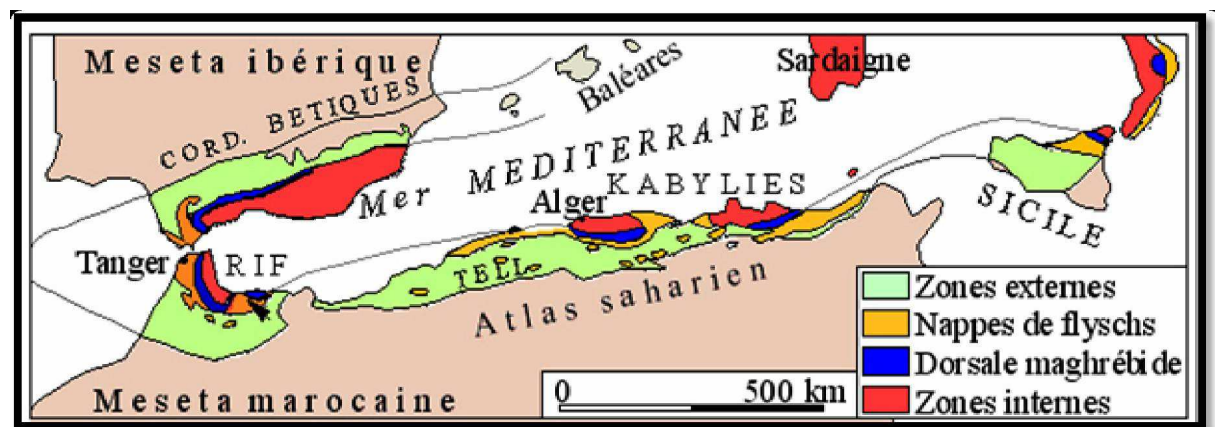 Meseta ibérique
CORD. BETIQUES
Baléares
Sardaigne
Mer MEDITERRANEE
Alger
KABYLIES
SICILE
Tanger
RIF
TELL
Atlas saharien
Meseta marocaine
0 500 km
Zones externes
Nappes de flyschs
Dorsale maghrébide
Zones internes